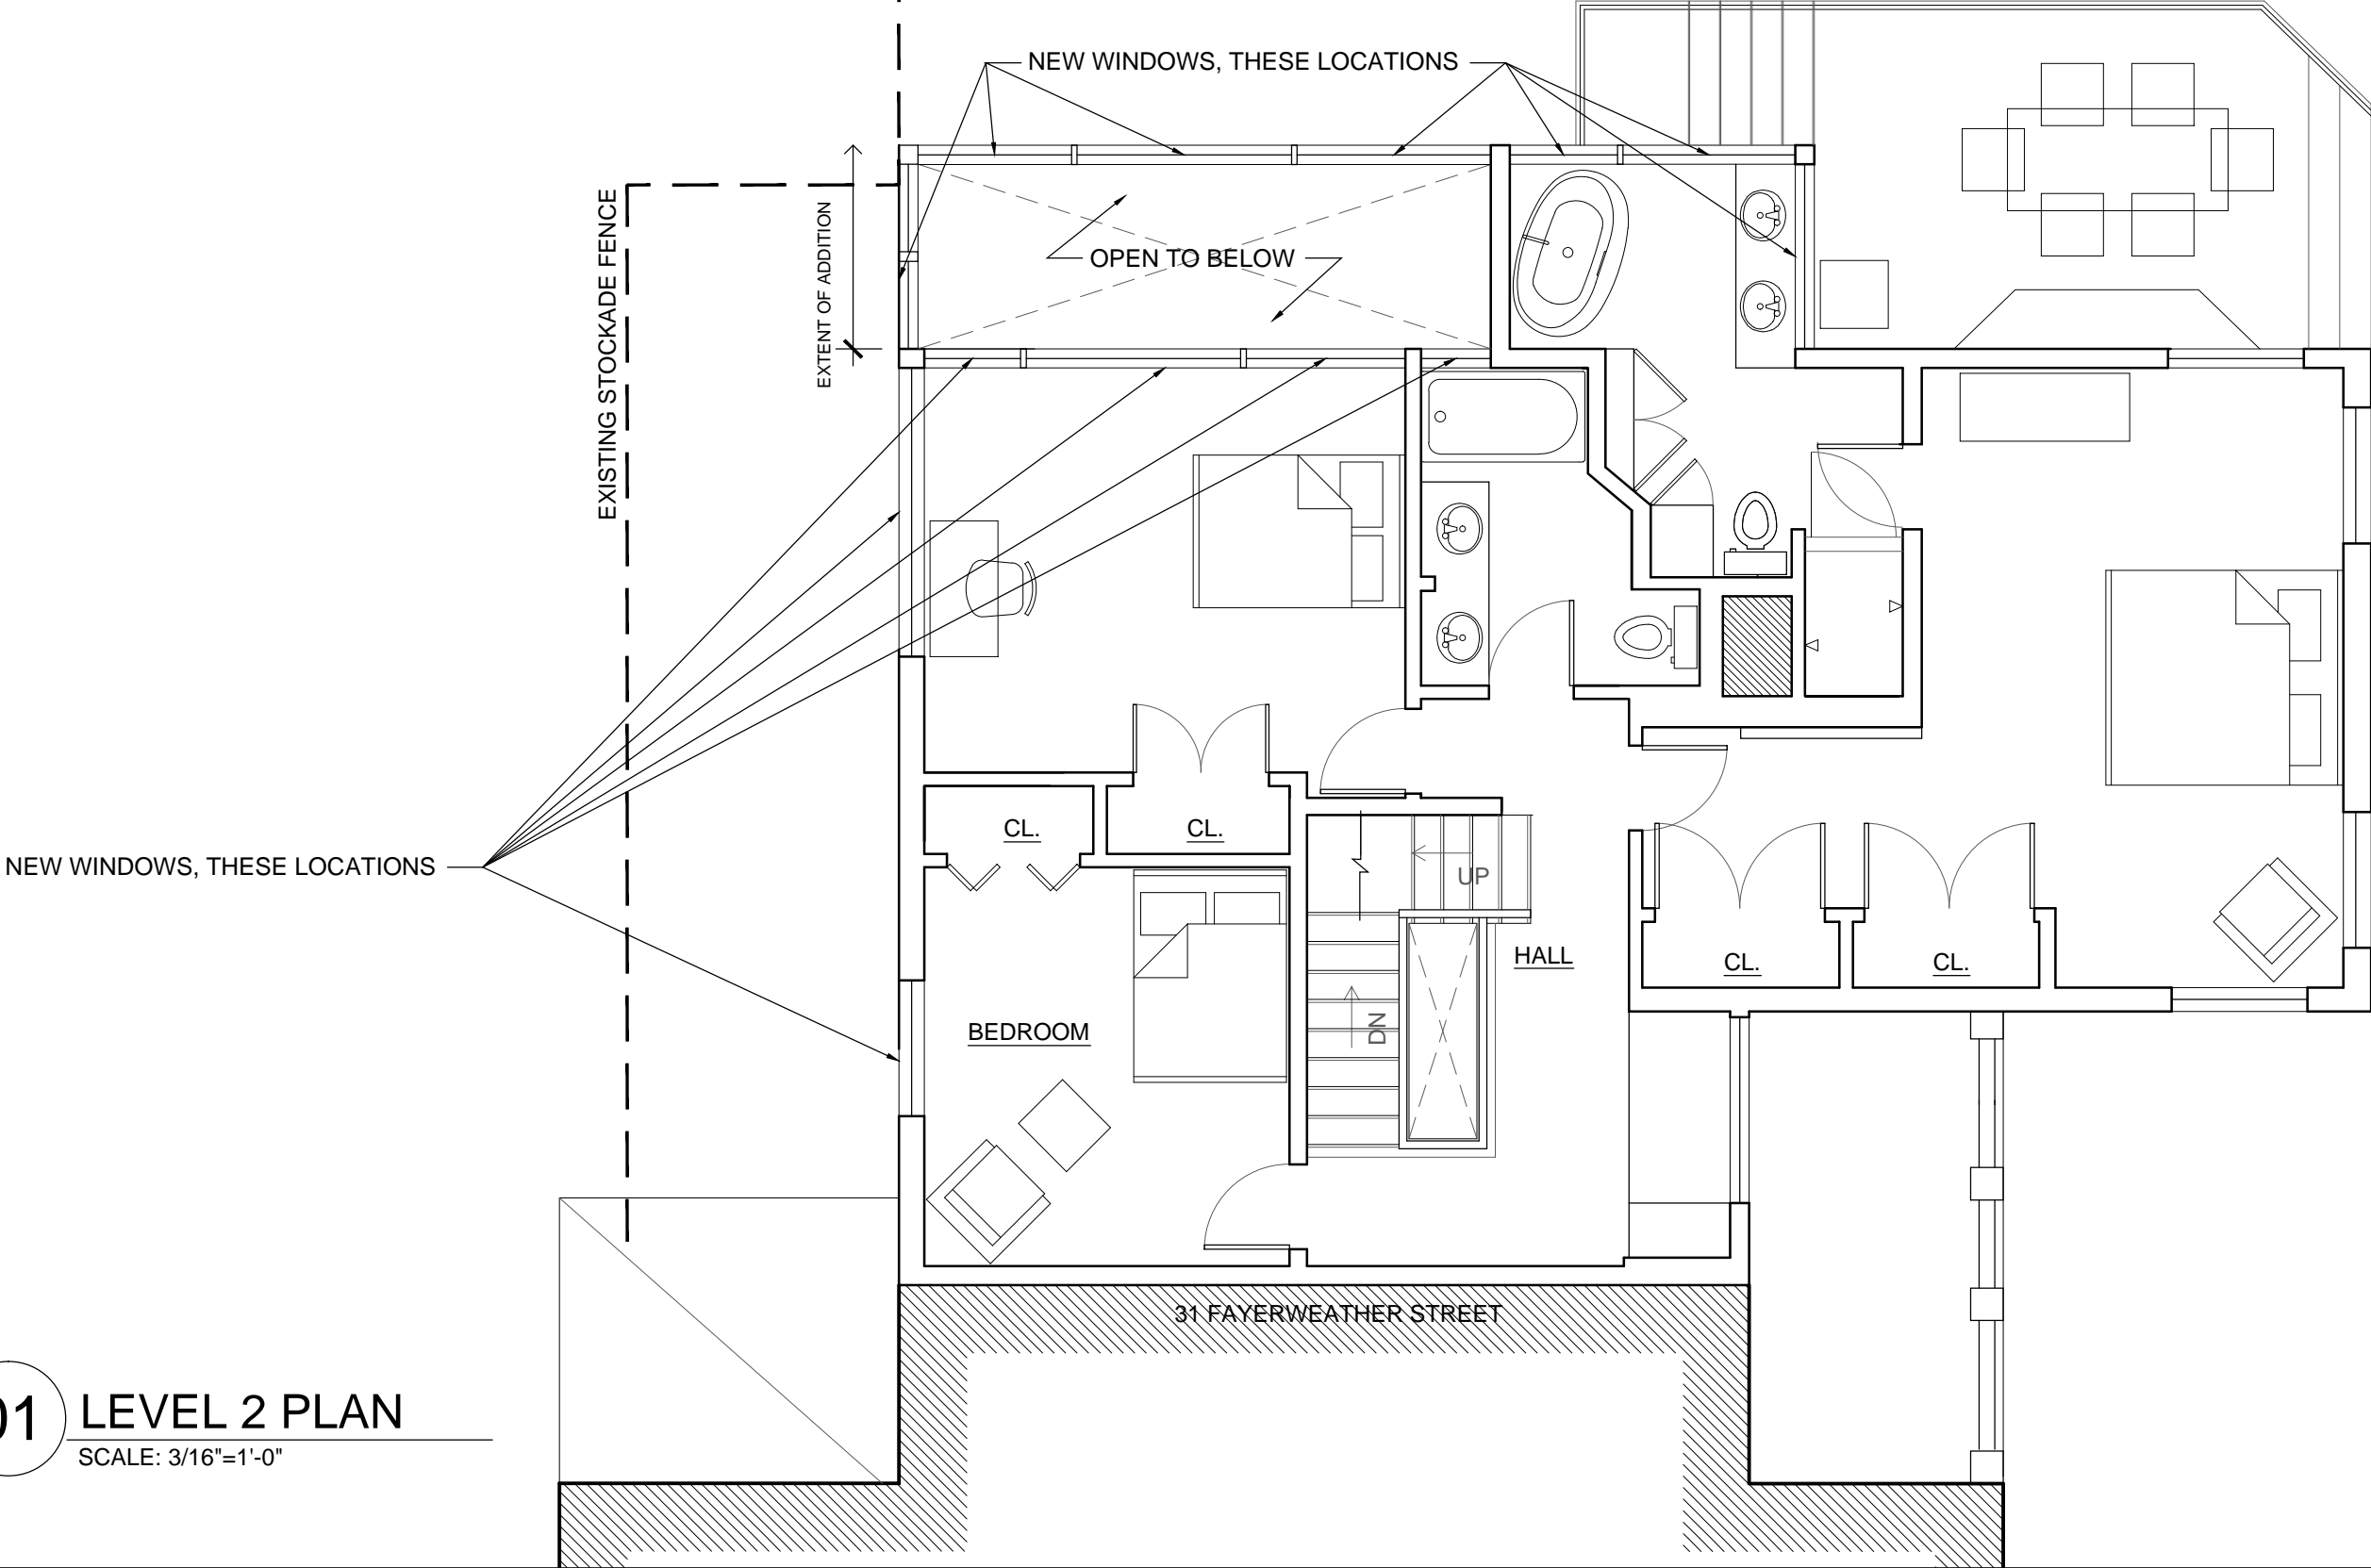 NEW WINDOWS, THESE LOCATIONS
EXISTING STOCKADE FENCE
EXTENT OF ADDITION
OPEN TO BELOW
CL.
CL.
NEW WINDOWS, THESE LOCATIONS
UP
HALL
CL.
CL.
BEDROOM
DN
31 FAYERWEATHER STREET
01
LEVEL 2 PLAN
SCALE: 3/16"=1'-0"